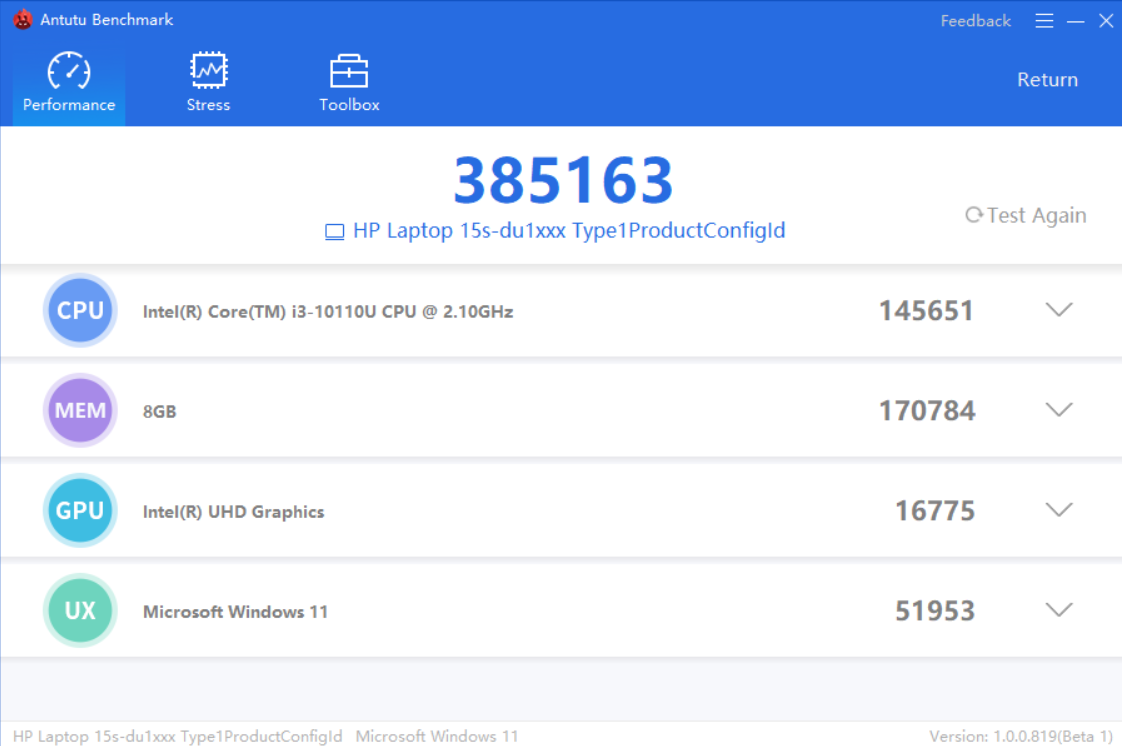 Antutu Benchmark
Feedback
Performance
Stress
Toolbox
Return
385163
HP Laptop 15s-du1xxx Type1ProductConfigId
Test Again
CPU Intel(R) Core(TM) i3-10110U CPU @ 2.10GHz 145651
MEM 8GB 170784
GPU Intel(R) UHD Graphics 16775
UX Microsoft Windows 11 51953
HP Laptop 15s-du1xxx Type1ProductConfigId Microsoft Windows 11 Version: 1.0.0.819(Beta 1)